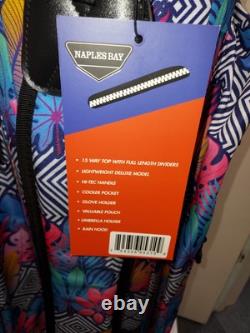 NAPLES BAY
• 15 WAY TOP WITH FULL LENGTH DIVIDERS
• LIGHTWEIGHT DELUXE MODEL
• HI-TEC HANDLE
• COOLER POCKET
• GLOVE HOLDER
• VALUABLE POUCH
• UMBRELLA HOLDER
• RAIN HOOD